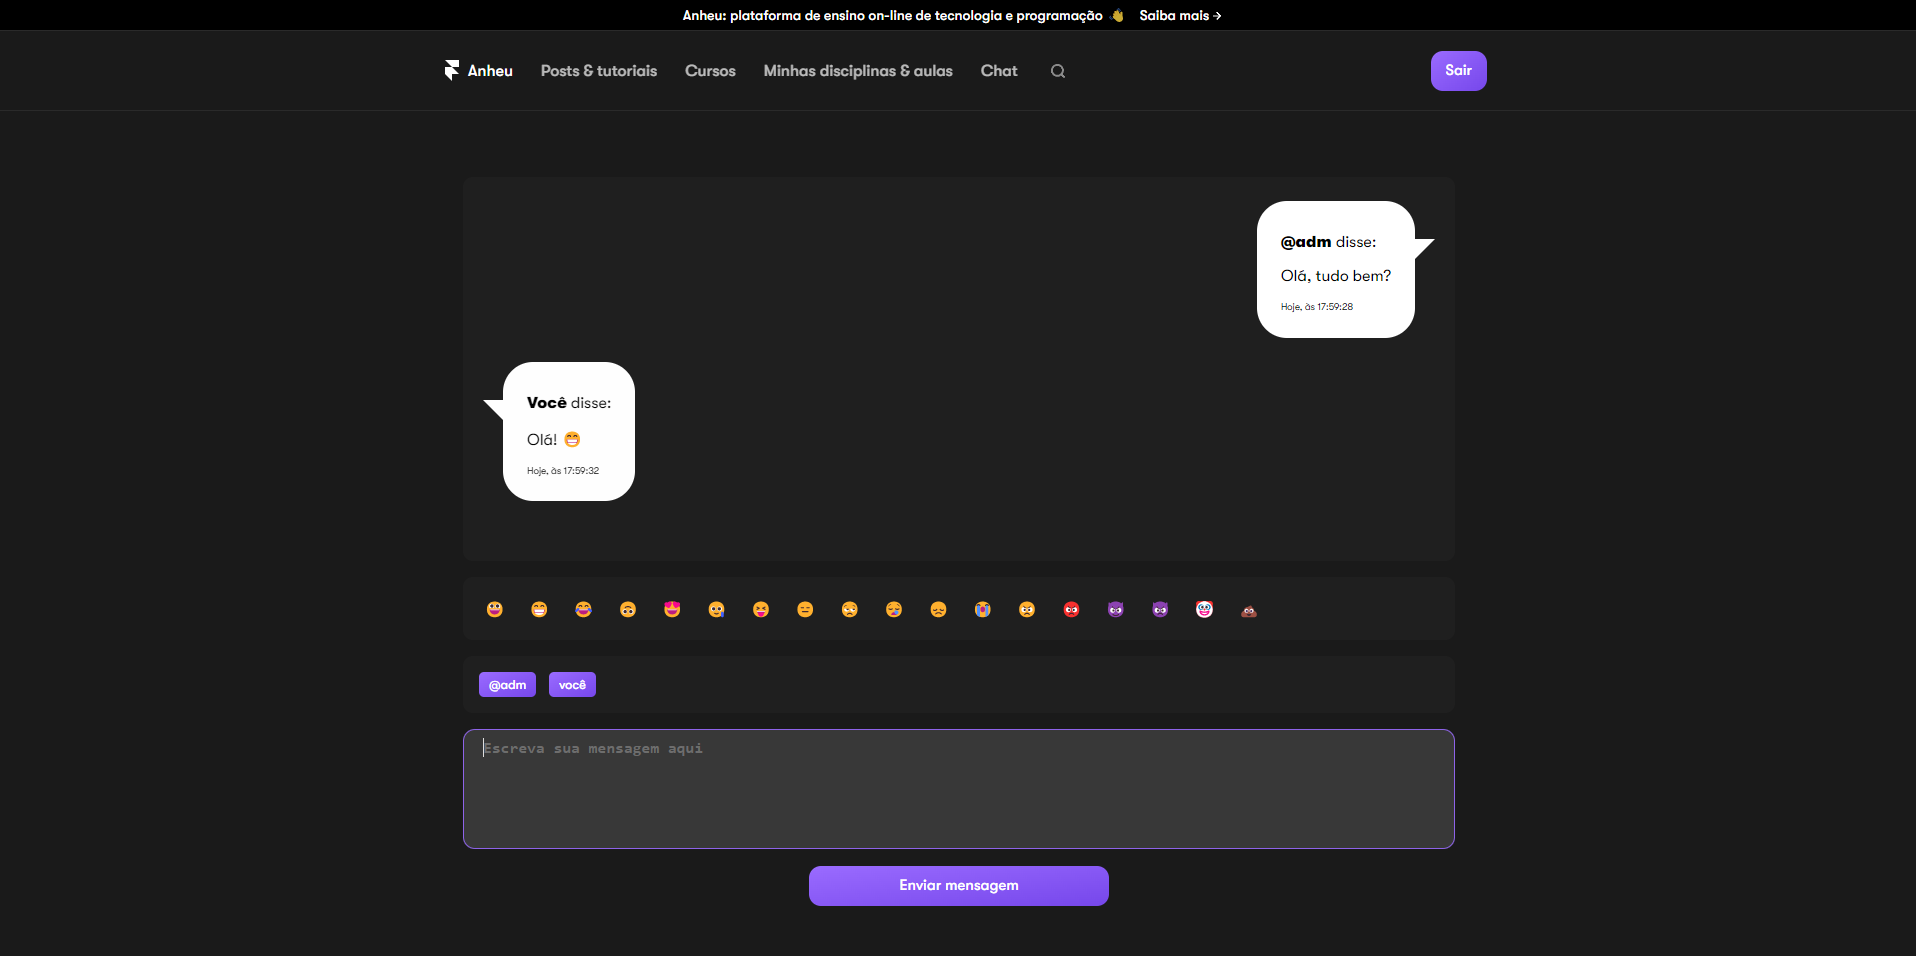 Anheu: plataforma de ensino on-line de tecnologia e programação 👋 Saiba mais →
Anheu Posts & tutoriais Cursos Minhas disciplinas & aulas Chat Sair
@adm disse:
Olá, tudo bem?
Hoje, às 17:59:28
Você disse:
Olá! 😁
Hoje, às 17:59:32
@adm você
Escreva sua mensagem aqui
Enviar mensagem